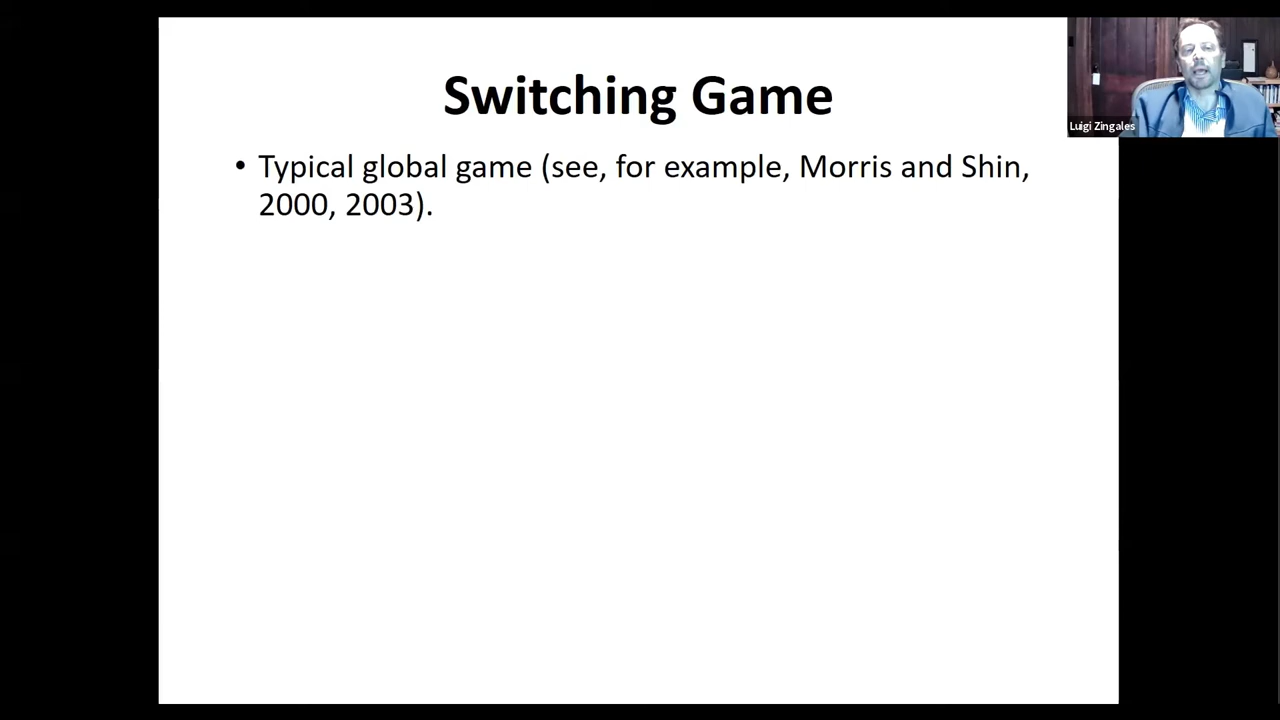 Switching Game
• Typical global game (see, for example, Morris and Shin,
2000, 2003).
Luigi Zingales